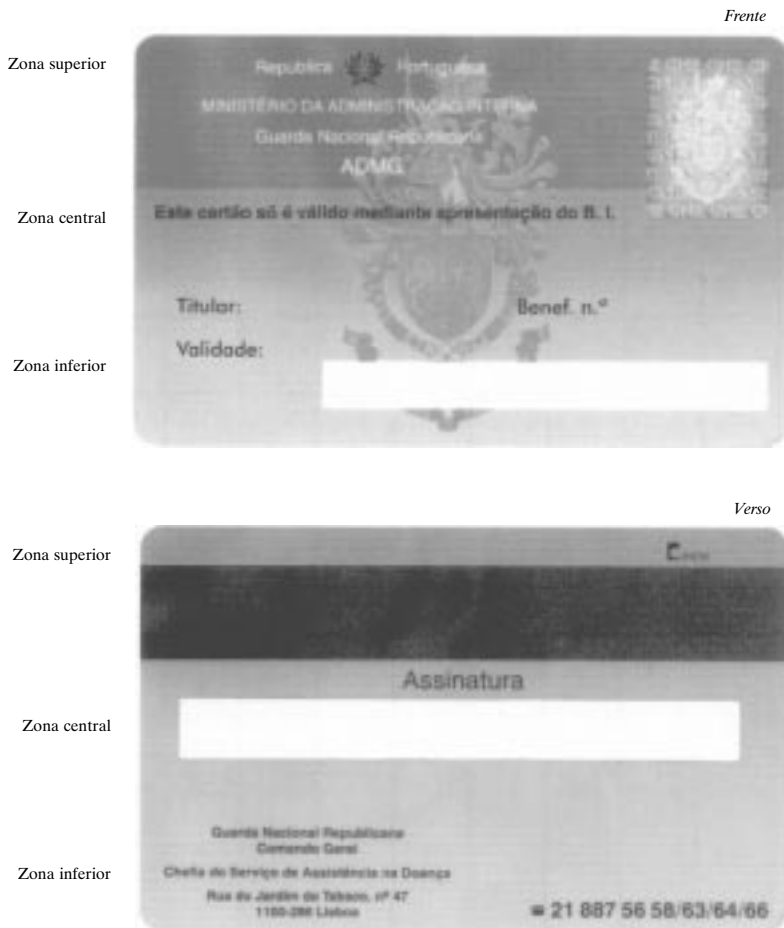 Frente
Zona superior
República Portuguesa
MINISTÉRIO DA ADMINISTRAÇÃO INTERNA
Guarda Nacional Republicana
ADMG
Zona central
Este cartão só é válido mediante apresentação do B. I.
Titular: Benef. n.º
Validade:
Zona inferior
Verso
Zona superior
Assinatura
Zona central
Guarda Nacional Republicana
Comando Geral
Zona inferior
Chefia do Serviço de Assistência na Doença
Rua do Jardim do Tabaco, nº 47
Lisboa
☎ 21 887 56 58/63/64/66